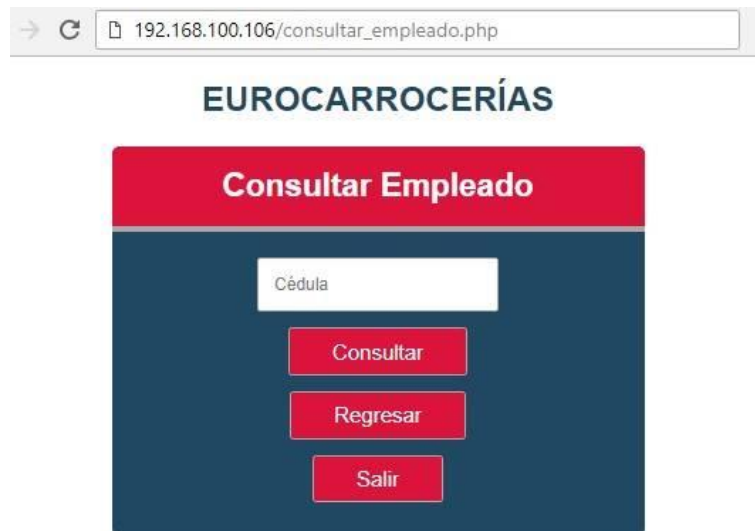 192.168.100.106/consultar_empleado.php
EUROCARROCERÍAS
Consultar Empleado
Cédula
Consultar
Regresar
Salir